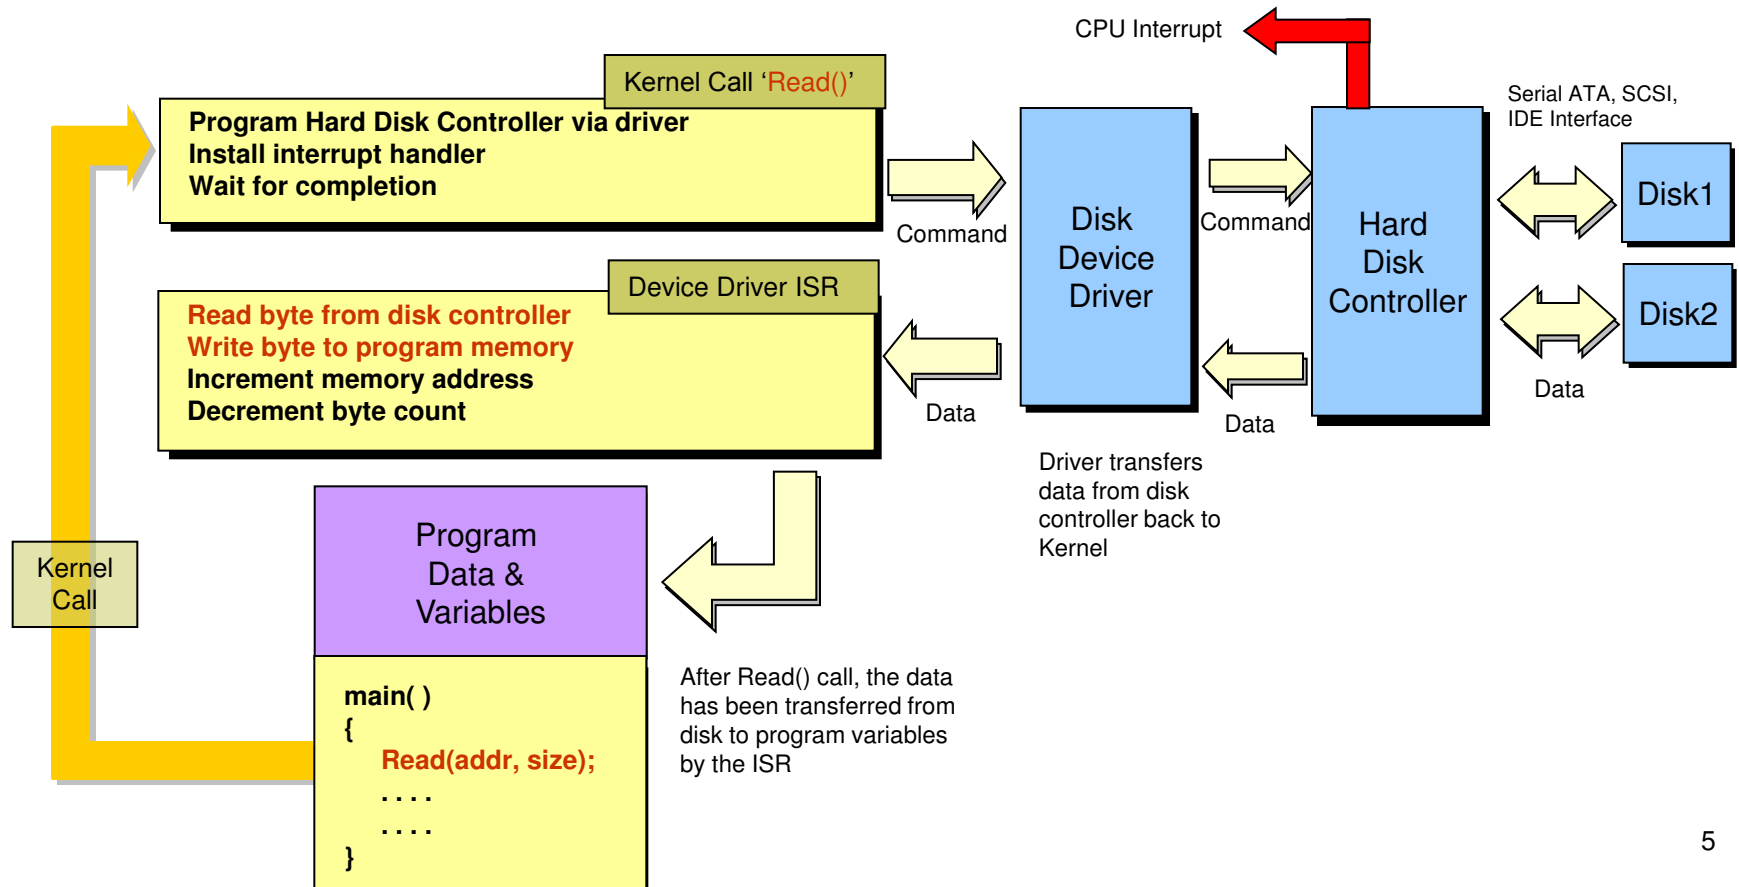 CPU Interrupt
Kernel Call ‘Read()’
Program Hard Disk Controller via driver
Install interrupt handler
Wait for completion
Command
Disk
Device
Driver
Command
Hard
Disk
Controller
Serial ATA, SCSI,
IDE Interface
Disk1
Disk2
Data
Device Driver ISR
Read byte from disk controller
Write byte to program memory
Increment memory address
Decrement byte count
Data
Data
Driver transfers
data from disk
controller back to
Kernel
Kernel
Call
Program
Data &
Variables
After Read() call, the data
has been transferred from
disk to program variables
by the ISR
main( )
{
Read(addr, size);
. . . .
. . . .
}
5